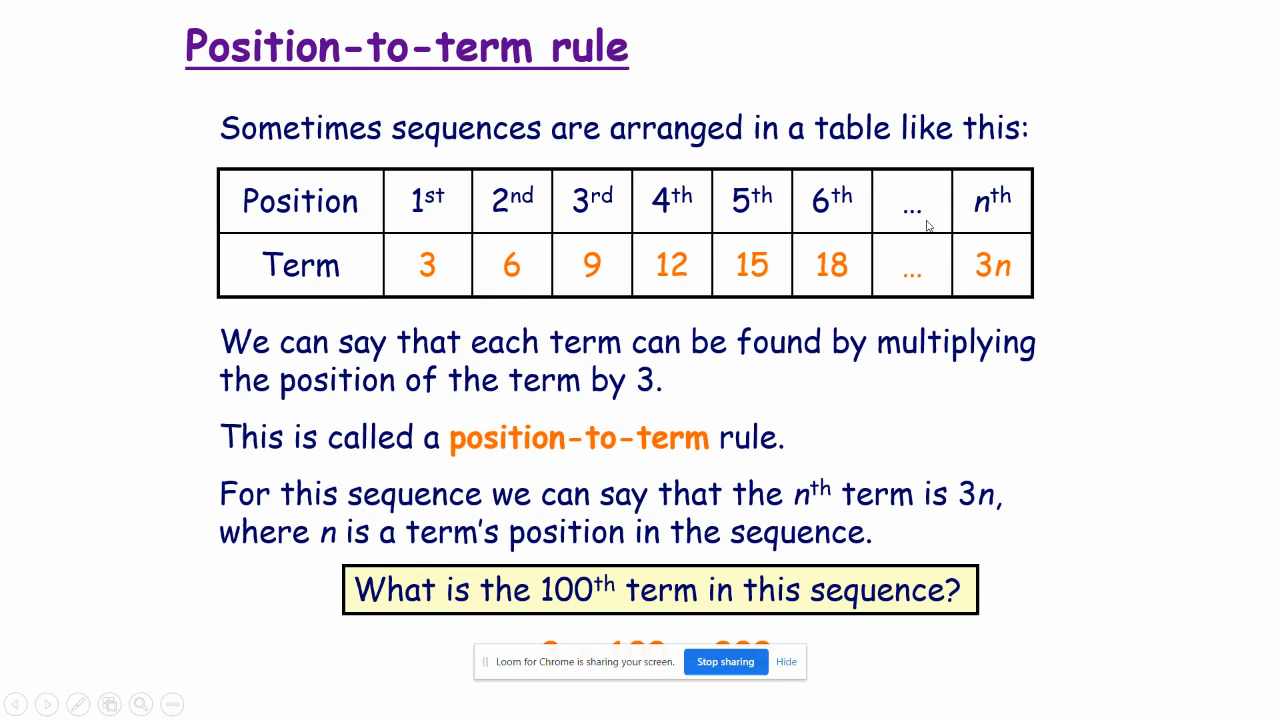 Position-to-term rule
Sometimes sequences are arranged in a table like this:
Position 1st 2nd 3rd 4th 5th 6th ... nth
Term 3 6 9 12 15 18 ... 3n
We can say that each term can be found by multiplying
the position of the term by 3.
This is called a position-to-term rule.
For this sequence we can say that the nth term is 3n,
where n is a term's position in the sequence.
What is the 100th term in this sequence?
Loom for Chrome is sharing your screen. Stop sharing Hide